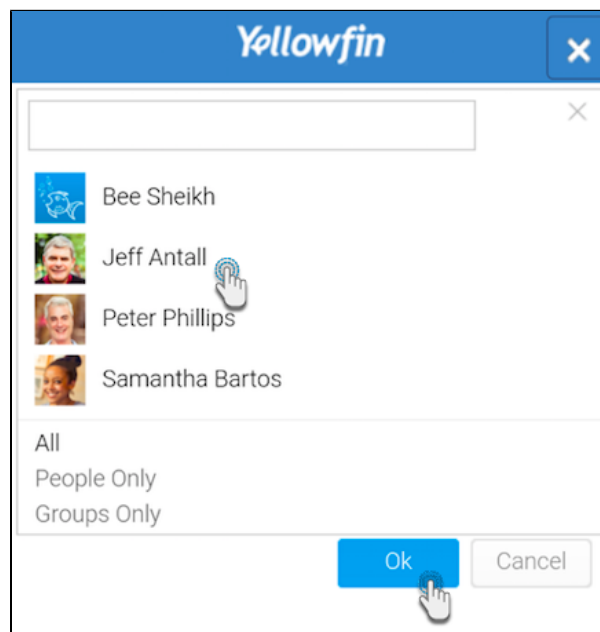 Yellowfin
Bee Sheikh
Jeff Antall
Peter Phillips
Samantha Bartos
All
People Only
Groups Only
Ok
Cancel